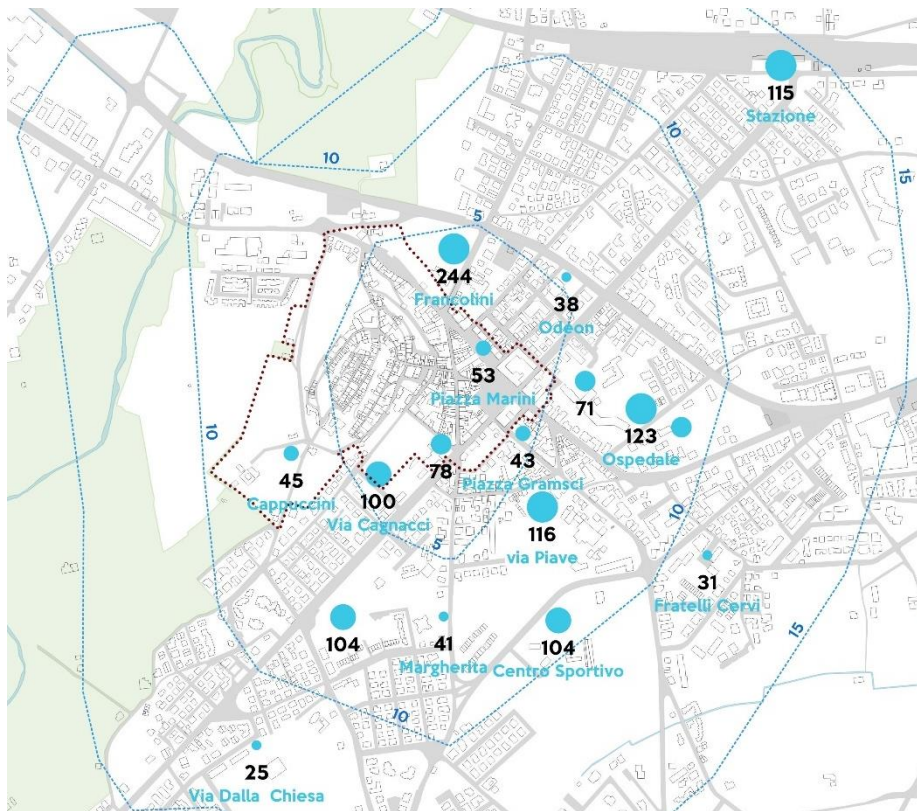 115
Stazione
10
10
15
5
244
Francolini
38
Odeon
53
Piazza Marini
71
123
Ospedale
10
45
Cappuccini
100
Via Cagnacci
78
43
Piazza Gramsci
116
via Piave
10
5
31
Fratelli Cervi
104
41
Margherita
104
Centro Sportivo
15
10
25
Via Dalla Chiesa